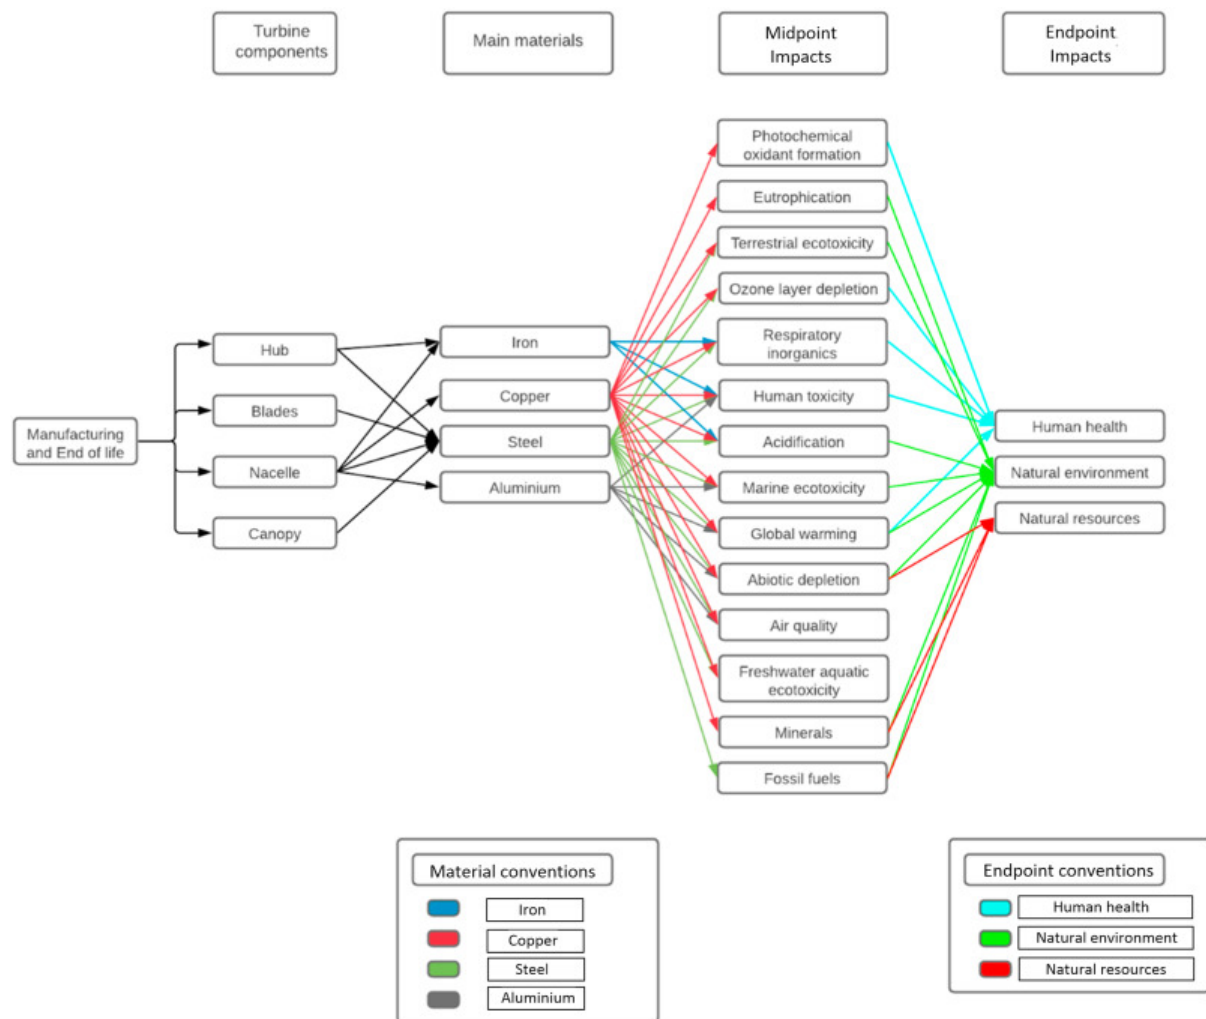 Turbine
components
Main materials
Midpoint
Impacts
Endpoint
Impacts
Manufacturing
and End of life
Hub
Blades
Nacelle
Canopy
Iron
Copper
Steel
Aluminium
Photochemical
oxidant formation
Eutrophication
Terrestrial ecotoxicity
Ozone layer depletion
Respiratory
inorganics
Human toxicity
Acidification
Marine ecotoxicity
Global warming
Abiotic depletion
Air quality
Freshwater aquatic
ecotoxicity
Minerals
Fossil fuels
Human health
Natural environment
Natural resources
Material conventions
Iron
Copper
Steel
Aluminium
Endpoint conventions
Human health
Natural environment
Natural resources